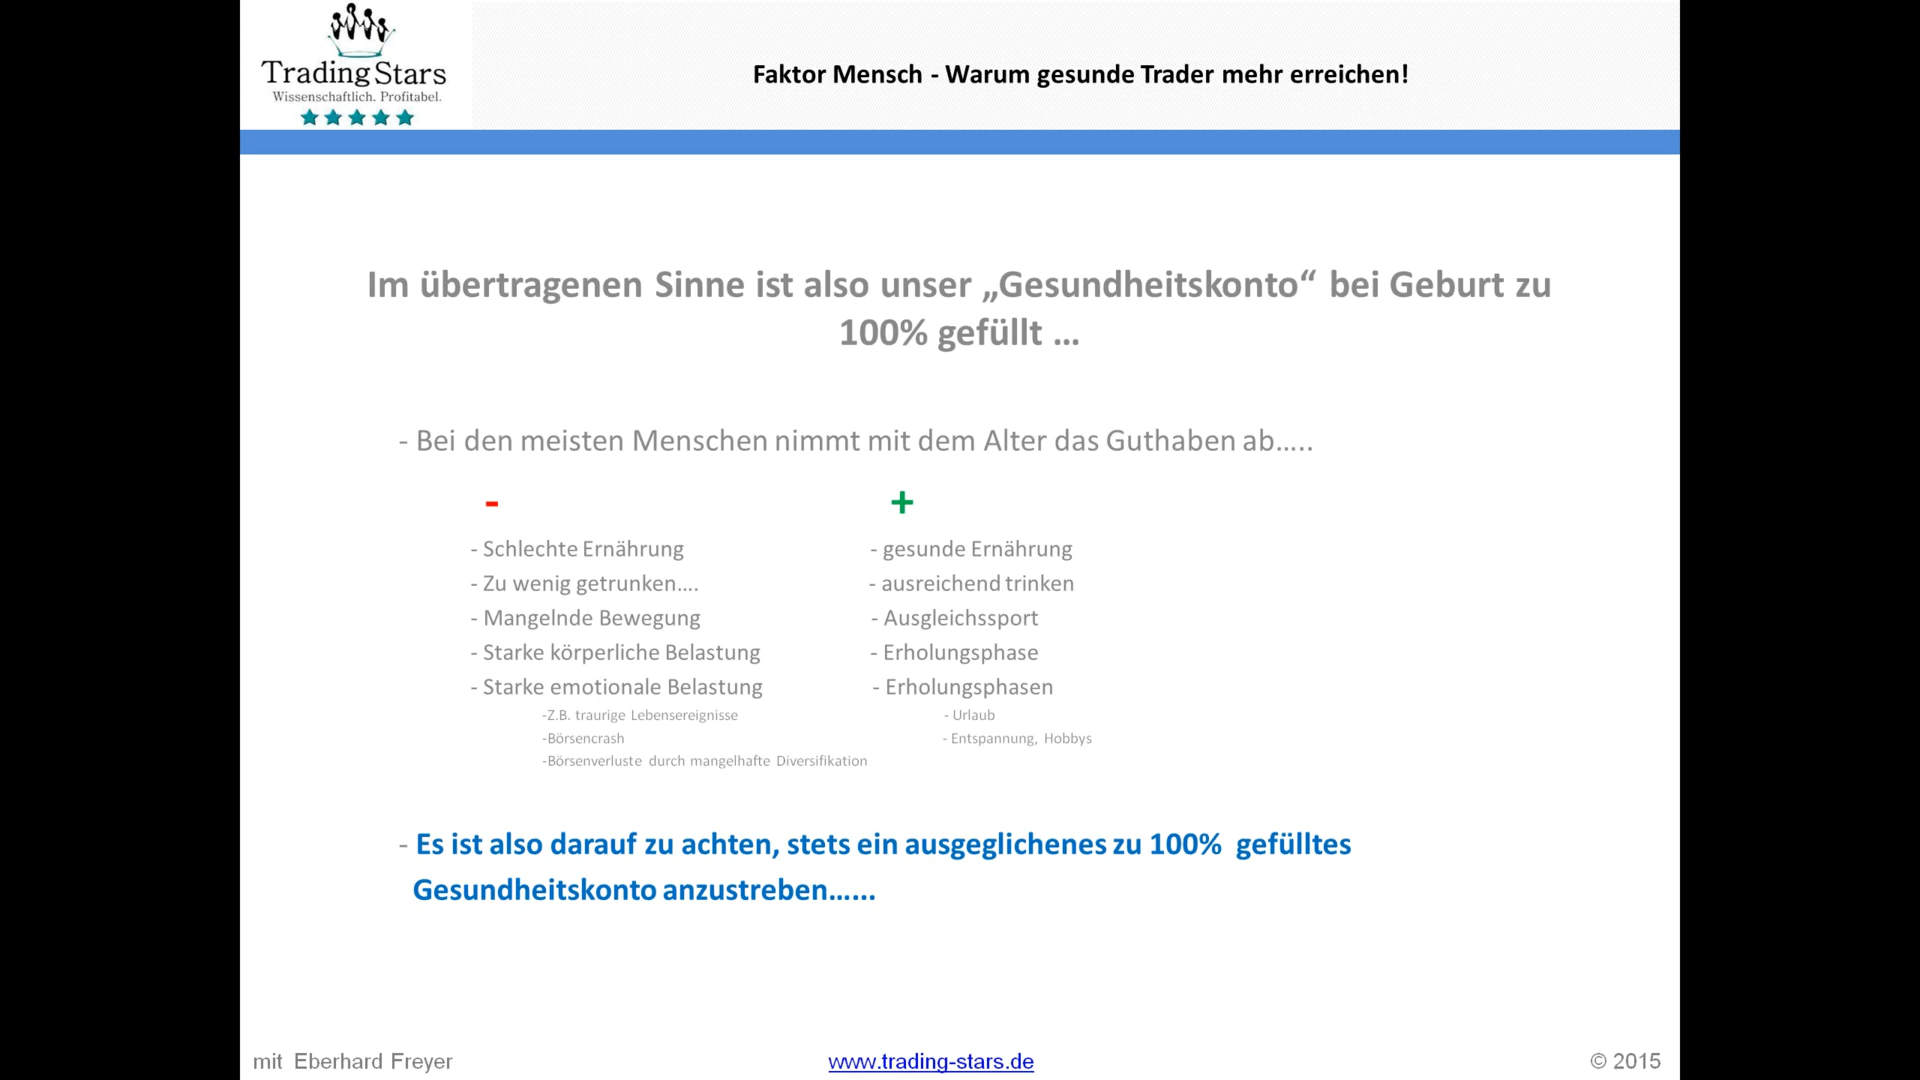 Trading Stars
Wissenschaftlich. Profitabel.
Faktor Mensch - Warum gesunde Trader mehr erreichen!
Im übertragenen Sinne ist also unser „Gesundheitskonto“ bei Geburt zu
100% gefüllt ...
- Bei den meisten Menschen nimmt mit dem Alter das Guthaben ab…..
- +
- Schlechte Ernährung - gesunde Ernährung
- Zu wenig getrunken…. - ausreichend trinken
- Mangelnde Bewegung - Ausgleichssport
- Starke körperliche Belastung - Erholungsphase
- Starke emotionale Belastung - Erholungsphasen
-Z.B. traurige Lebensereignisse - Urlaub
-Börsencrash - Entspannung, Hobbys
-Börsenverluste durch mangelhafte Diversifikation
- Es ist also darauf zu achten, stets ein ausgeglichenes zu 100% gefülltes
Gesundheitskonto anzustreben…...
mit Eberhard Freyer www.trading-stars.de © 2015